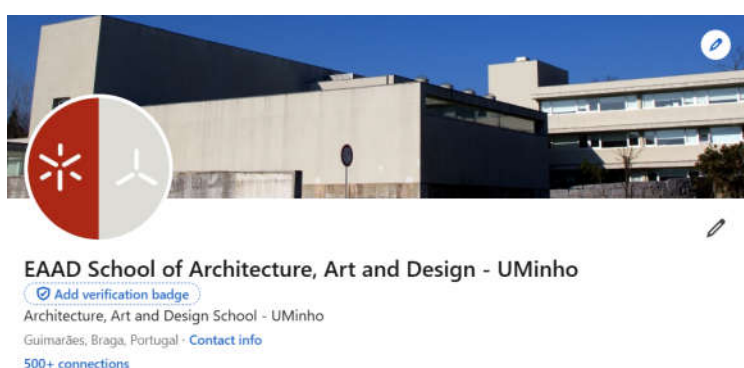 EAAD School of Architecture, Art and Design - UMinho
Add verification badge
Architecture, Art and Design School - UMinho
Guimarães, Braga, Portugal · Contact info
500+ connections